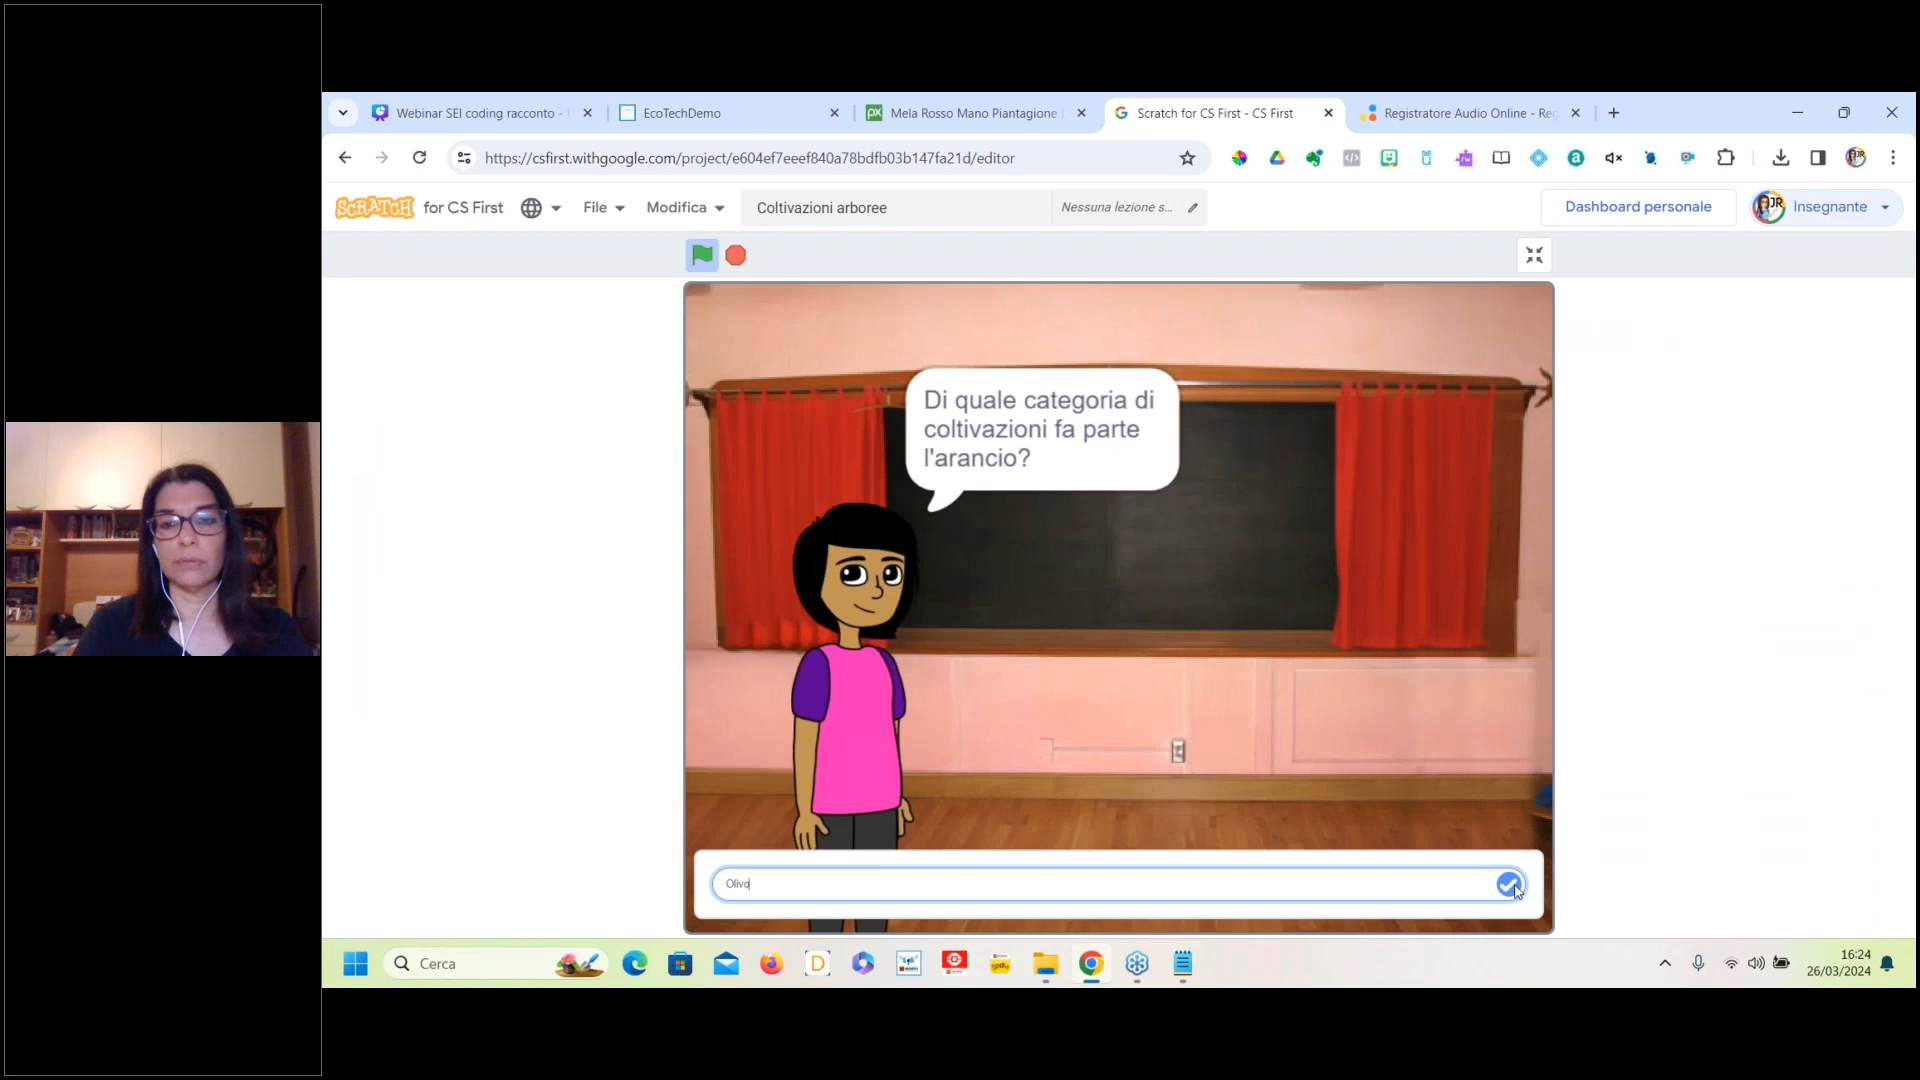 Webinar SEI coding racconto -
EcoTechDemo
Mela Rosso Mano Piantagione
Scratch for CS First - CS First
Registratore Audio Online - Reg
https://csfirst.withgoogle.com/project/e604ef7eeef840a78bdfb03b147fa21d/editor
SCRATCH for CS First
File
Modifica
Coltivazioni arboree
Nessuna lezione s...
Dashboard personale
Insegnante
Di quale categoria di
coltivazioni fa parte
l'arancio?
Olivo
Cerca
16:24
26/03/2024